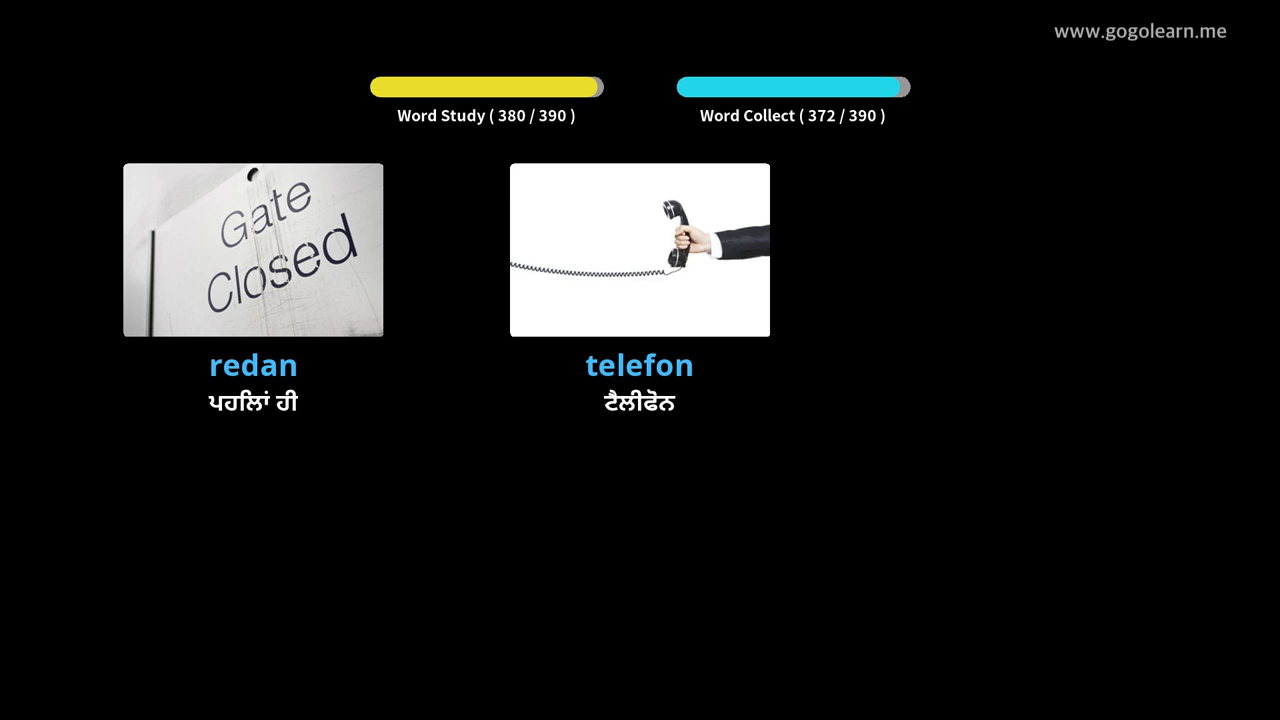 www.gogolearn.me
Word Study ( 380 / 390 )
Word Collect ( 372 / 390 )
Gate
Closed
redan
telefon
ਪਹਿਲਾਂ ਹੀ
ਟੈਲੀਫੋਨ